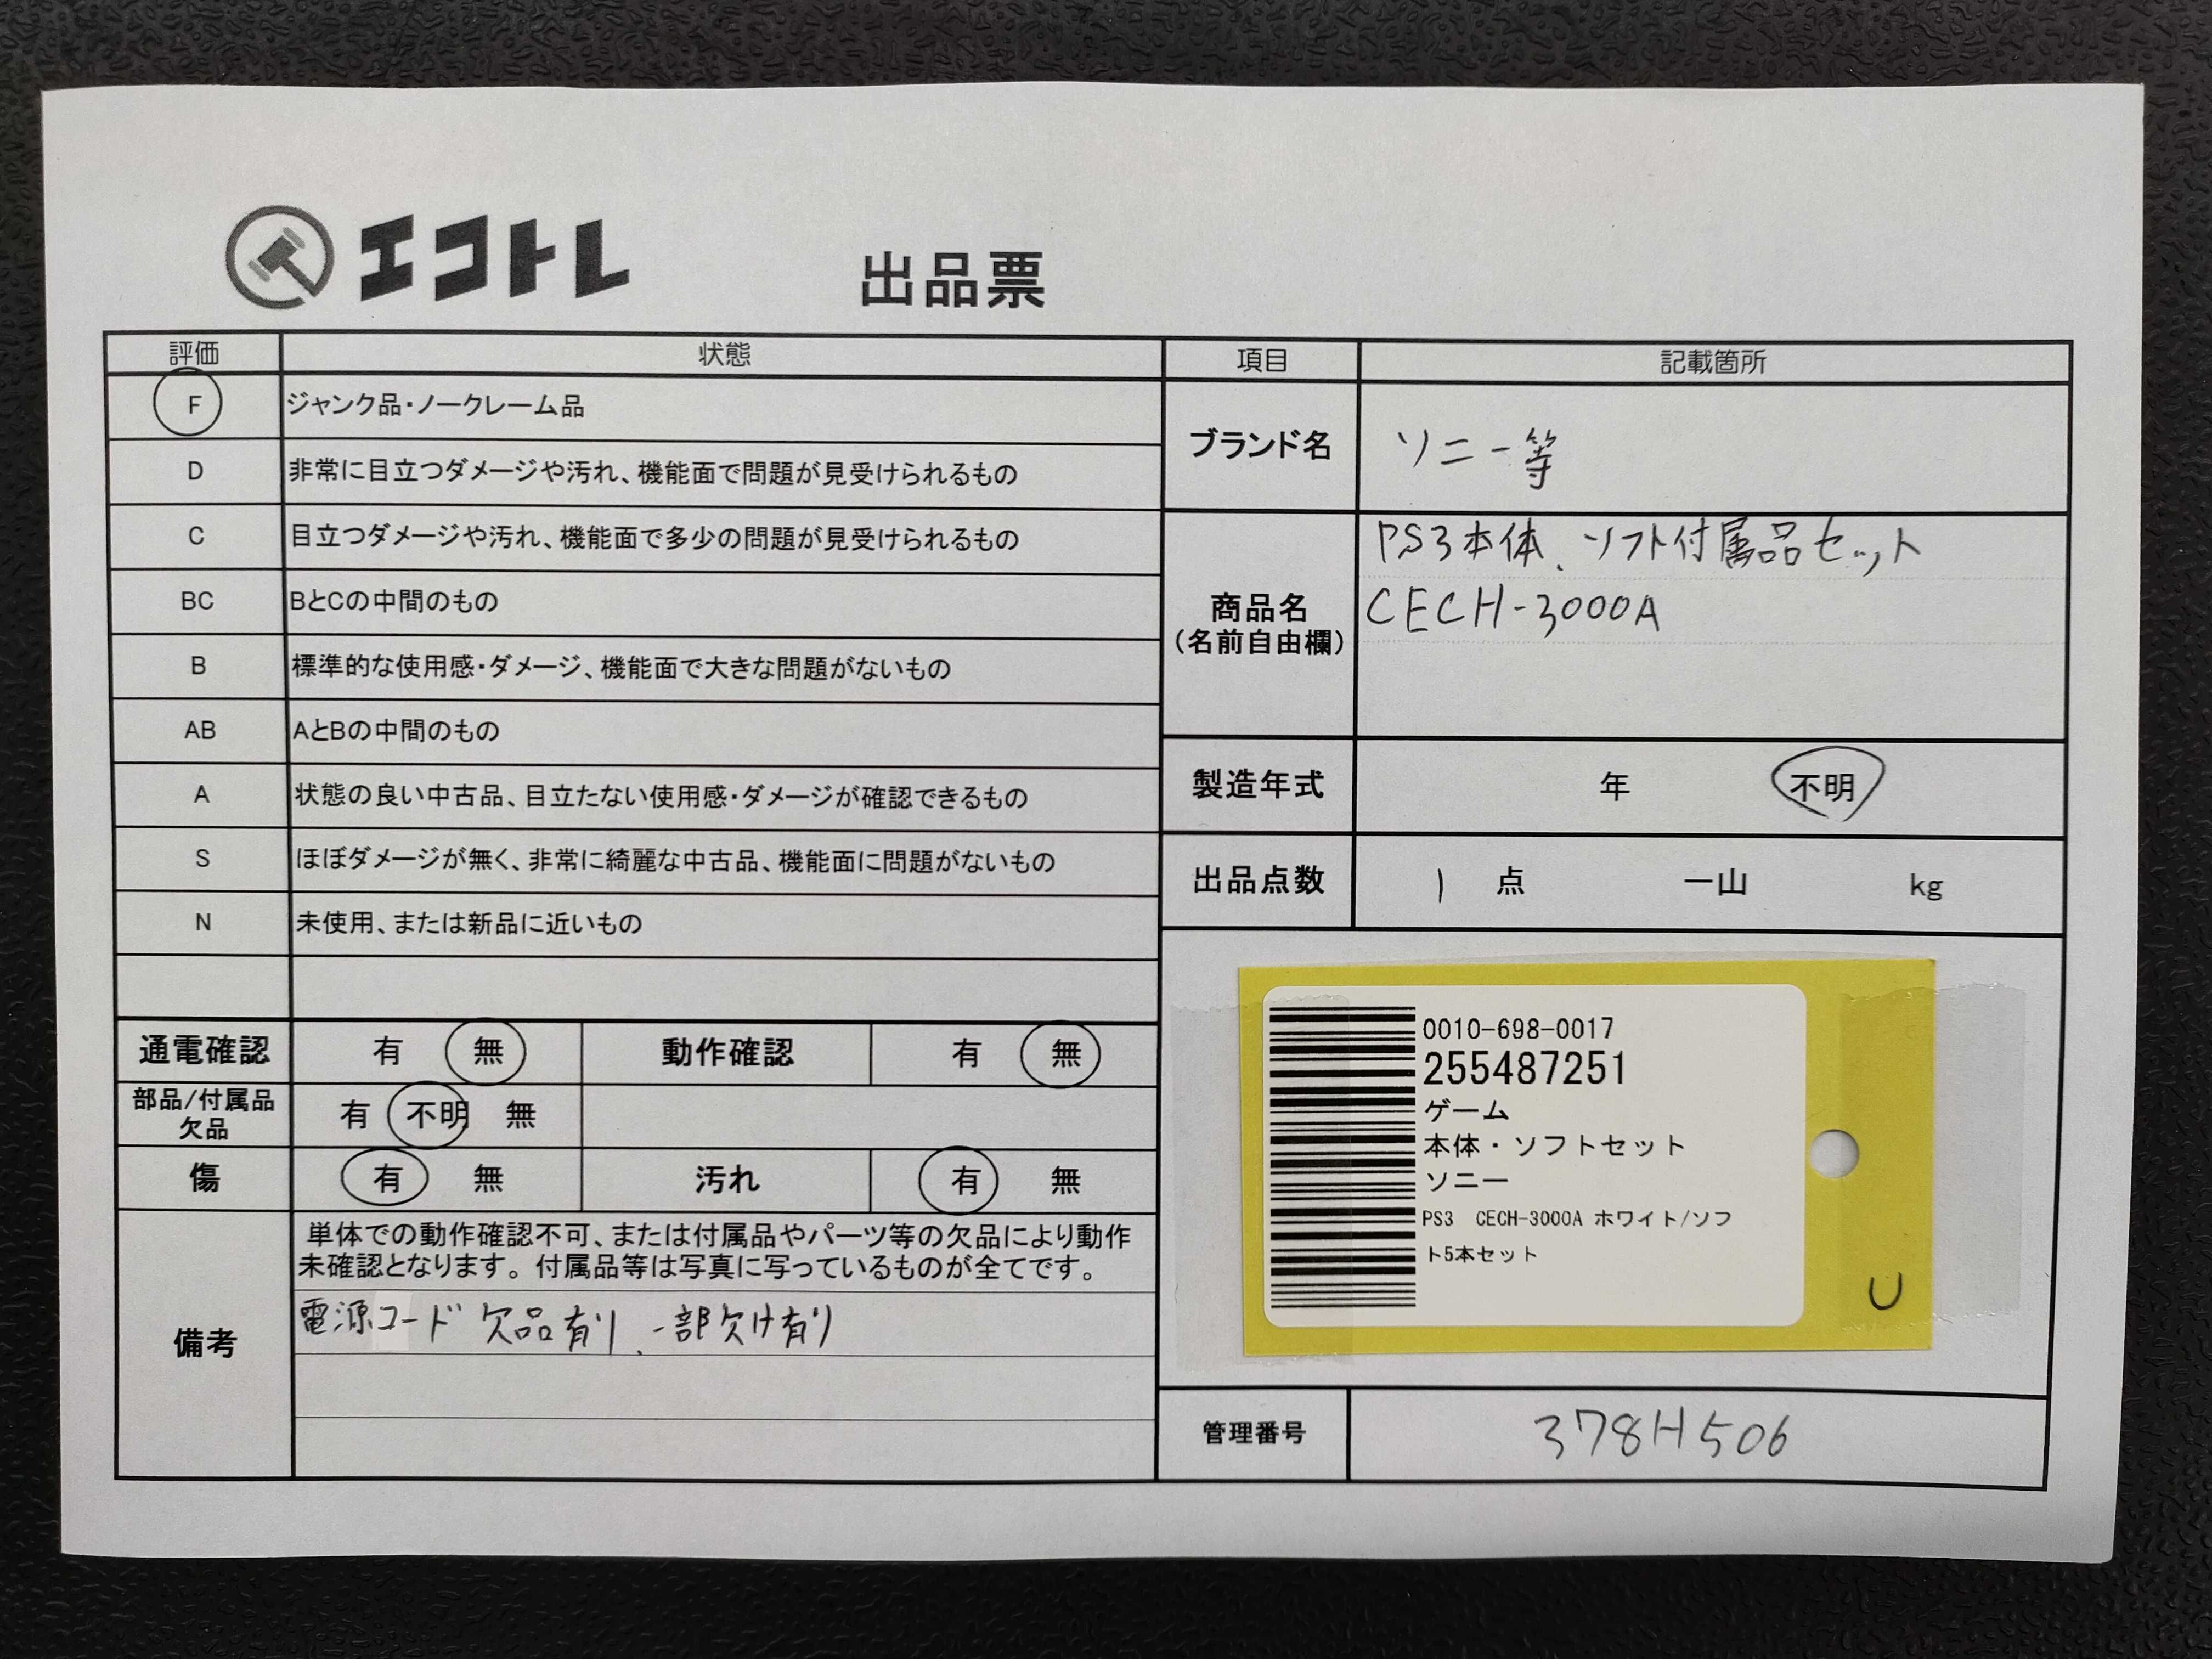 エコトレ
出品票
評価 状態
F ジャンク品・ノークレーム品
D 非常に目立つダメージや汚れ、機能面で問題が見受けられるもの
C 目立つダメージや汚れ、機能面で多少の問題が見受けられるもの
BC BとCの中間のもの
B 標準的な使用感・ダメージ、機能面で大きな問題がないもの
AB AとBの中間のもの
A 状態の良い中古品、目立たない使用感・ダメージが確認できるもの
S ほぼダメージが無く、非常に綺麗な中古品、機能面に問題がないもの
N 未使用、または新品に近いもの
通電確認 有 無 動作確認 有 無
部品/付属品
欠品
有 不明 無
傷 有 無 汚れ 有 無
備考
単体での動作確認不可、または付属品やパーツ等の欠品により動作
未確認となります。付属品等は写真に写っているものが全てです。
電源コード欠品有り、一部欠け有り
項目 記載箇所
ブランド名 ソニー等
商品名
(名前自由欄)
PS3本体、ソフト付属品セット
CECH-3000A
製造年式 年 不明
出品点数 1 点 一山 kg
0010-698-0017
255487251
ゲーム
本体・ソフトセット
ソニー
PS3 CECH-3000A ホワイト/ソフ
ト5本セット
U
管理番号 378H506